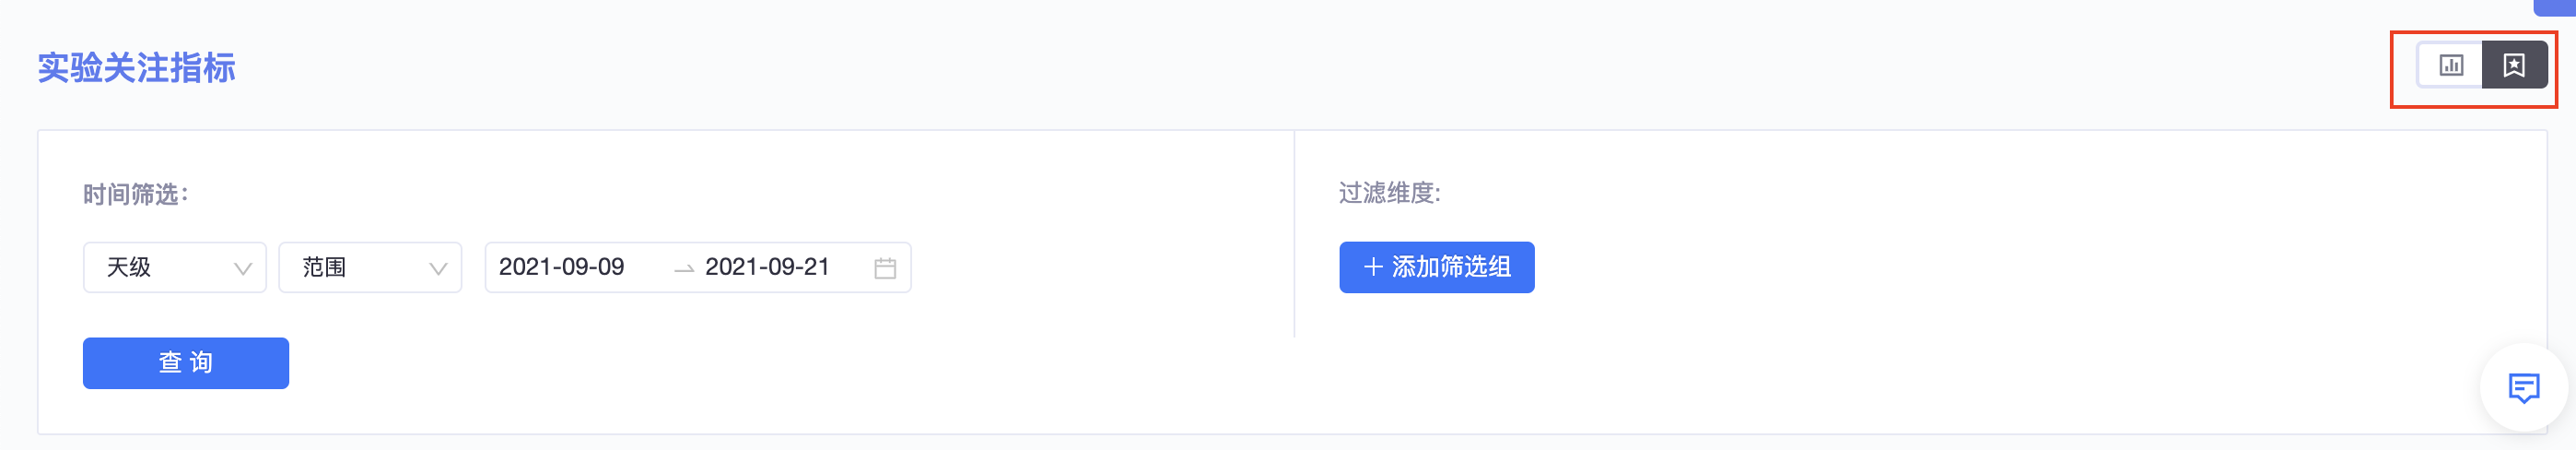 实验关注指标
时间筛选：
过滤维度:
天级 范围 2021-09-09 → 2021-09-21
+ 添加筛选组
查 询